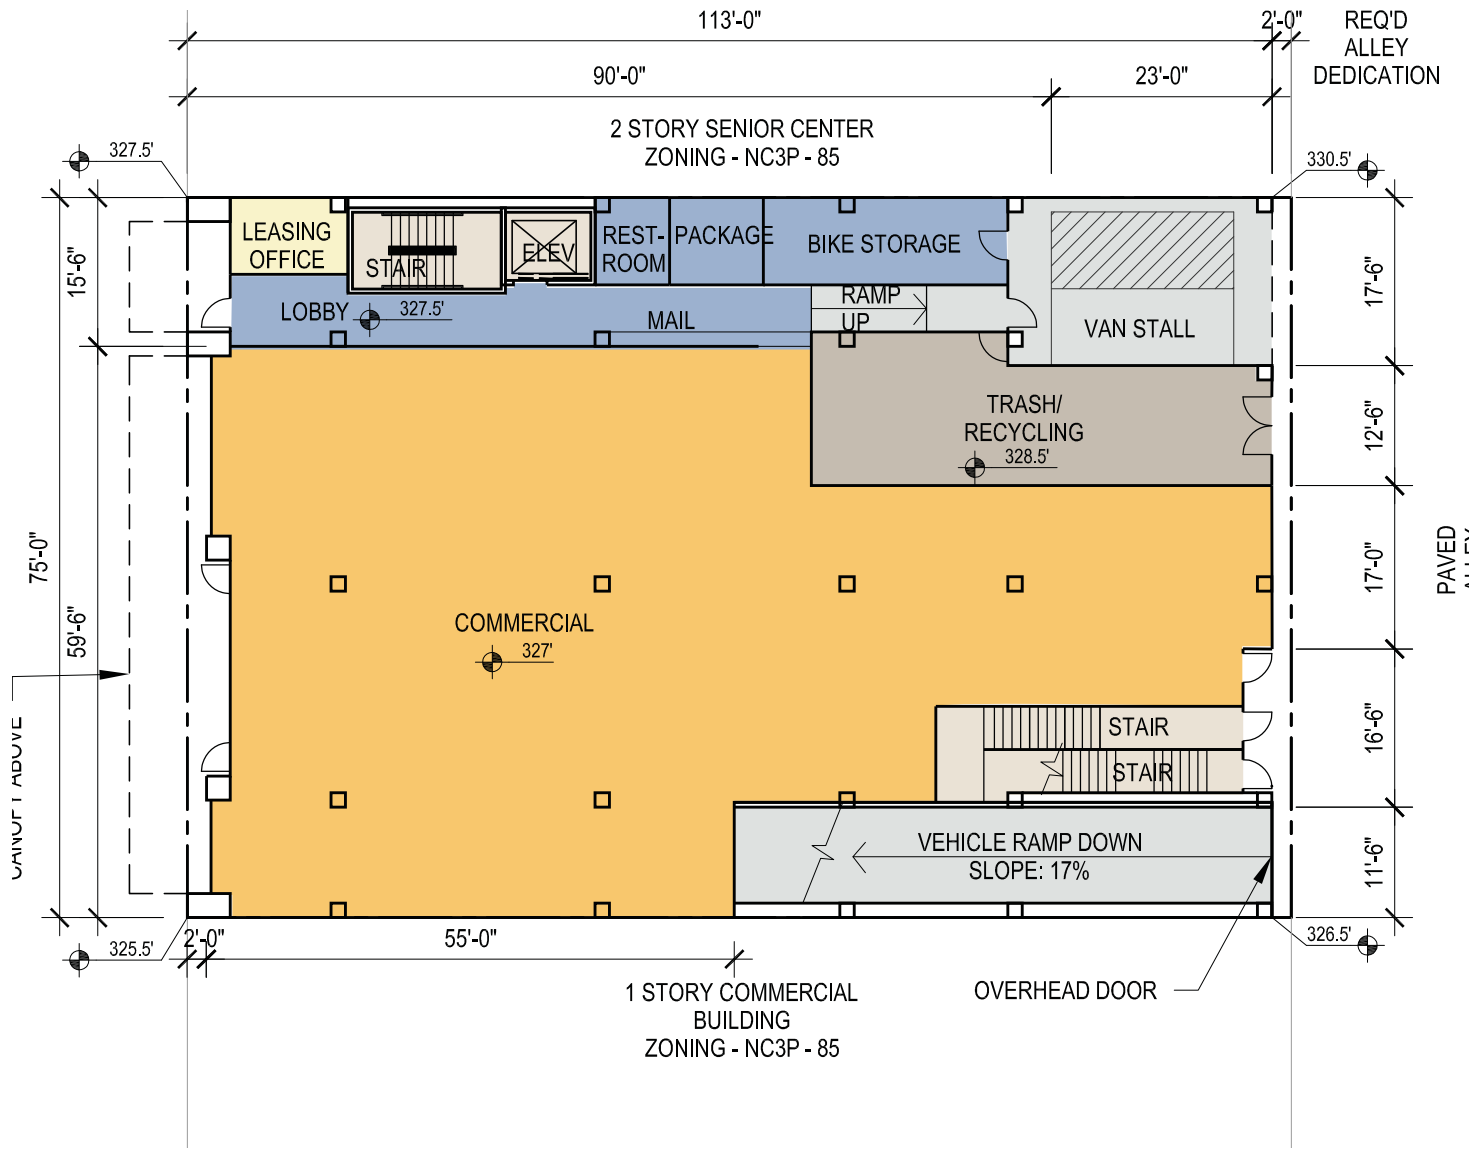 113'-0"
2'-0"
REQ'D
ALLEY
DEDICATION
90'-0"
23'-0"
2 STORY SENIOR CENTER
ZONING - NC3P - 85
327.5'
330.5'
LEASING
OFFICE
STAIR
ELEV
REST-
ROOM
PACKAGE
BIKE STORAGE
15'-6"
17'-6"
LOBBY
327.5'
MAIL
RAMP
UP
VAN STALL
TRASH/
RECYCLING
328.5'
12'-6"
75'-0"
59'-6"
17'-0"
PAVED
ALLEY
COMMERCIAL
327'
CANOPY ABOVE
STAIR
STAIR
16'-6"
VEHICLE RAMP DOWN
SLOPE: 17%
11'-6"
325.5'
2'-0"
55'-0"
326.5'
1 STORY COMMERCIAL
BUILDING
ZONING - NC3P - 85
OVERHEAD DOOR